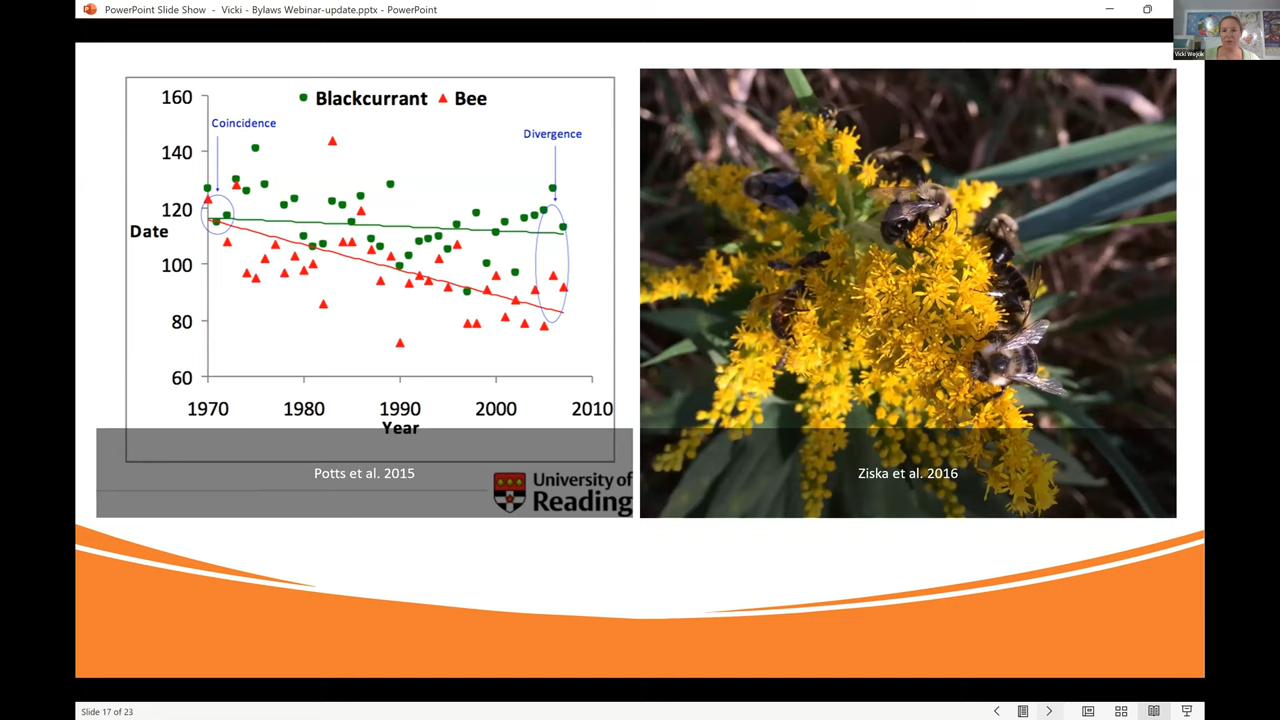 PowerPoint Slide Show - Vicki - Bylaws Webinar-update.pptx - PowerPoint
Vicki Wojcik
Blackcurrant Bee
160
Coincidence
Divergence
140
120
Date
100
80
60
1970 1980 1990 2000 2010
Year
Potts et al. 2015
University of
Reading
Ziska et al. 2016
Slide 17 of 23